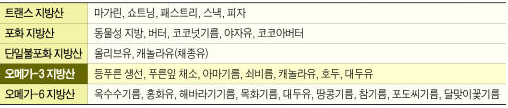 트랜스 지방산 마가린, 쇼트닝, 패스트리, 스낵, 피자
포화 지방산 동물성 지방, 버터, 코코넛기름, 야자유, 코코아버터
단일불포화 지방산 올리브유, 캐놀라유(채종유)
오메가-3 지방산 등푸른 생선, 푸른잎 채소, 아마기름, 쇠비름, 캐놀라유, 호두, 대두유
오메가-6 지방산 옥수수기름, 홍화유, 해바라기기름, 목화기름, 대두유, 땅콩기름, 참기름, 포도씨기름, 달맞이꽃기름